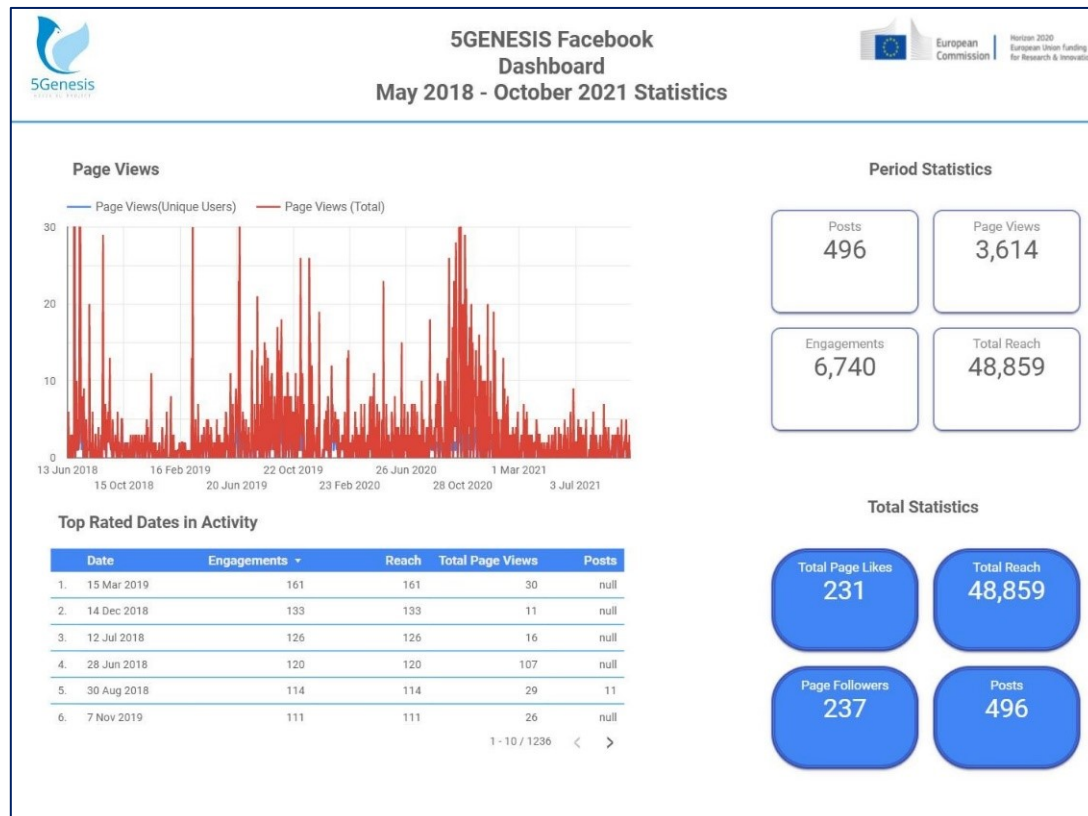 5GENESIS Facebook
Dashboard
May 2018 - October 2021 Statistics
5Genesis
European
Commission
Horizon 2020
European Union funding
for Research & Innovation
Page Views
Page Views(Unique Users)
Page Views (Total)
30
20
10
0
13 Jun 2018
16 Feb 2019
22 Oct 2019
26 Jun 2020
1 Mar 2021
15 Oct 2018
20 Jun 2019
23 Feb 2020
28 Oct 2020
3 Jul 2021
Top Rated Dates in Activity
Date Engagements Reach Total Page Views Posts
1. 15 Mar 2019 161 161 30 null
2. 14 Dec 2018 133 133 11 null
3. 12 Jul 2018 126 126 16 null
4. 28 Jun 2018 120 120 107 null
5. 30 Aug 2018 114 114 29 11
6. 7 Nov 2019 111 111 26 null
1 - 10 / 1236
Period Statistics
Posts
496
Page Views
3,614
Engagements
6,740
Total Reach
48,859
Total Statistics
Total Page Likes
231
Total Reach
48,859
Page Followers
237
Posts
496